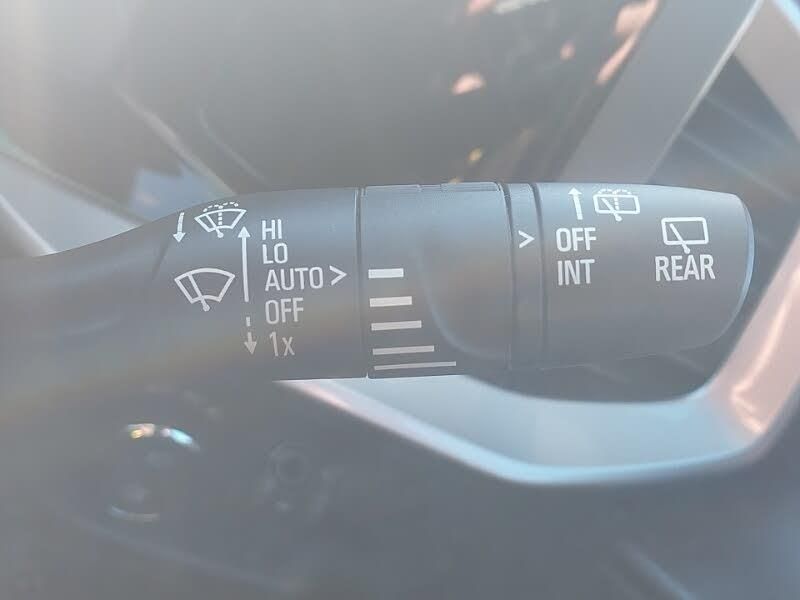 HI
LO
AUTO >
OFF
1x
> OFF
INT
REAR